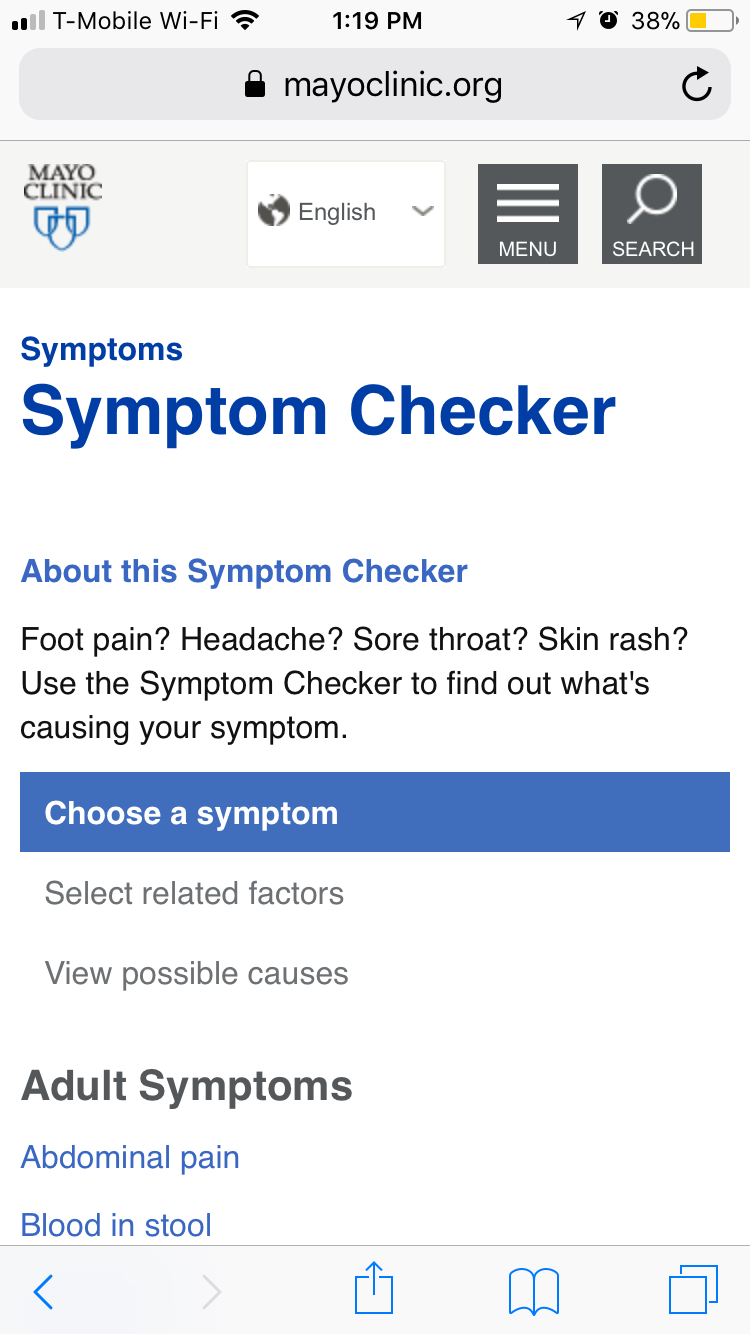 T-Mobile Wi-Fi 1:19 PM 38%
mayoclinic.org
MAYO
CLINIC
English
MENU
SEARCH
Symptoms
Symptom Checker
About this Symptom Checker
Foot pain? Headache? Sore throat? Skin rash?
Use the Symptom Checker to find out what's
causing your symptom.
Choose a symptom
Select related factors
View possible causes
Adult Symptoms
Abdominal pain
Blood in stool